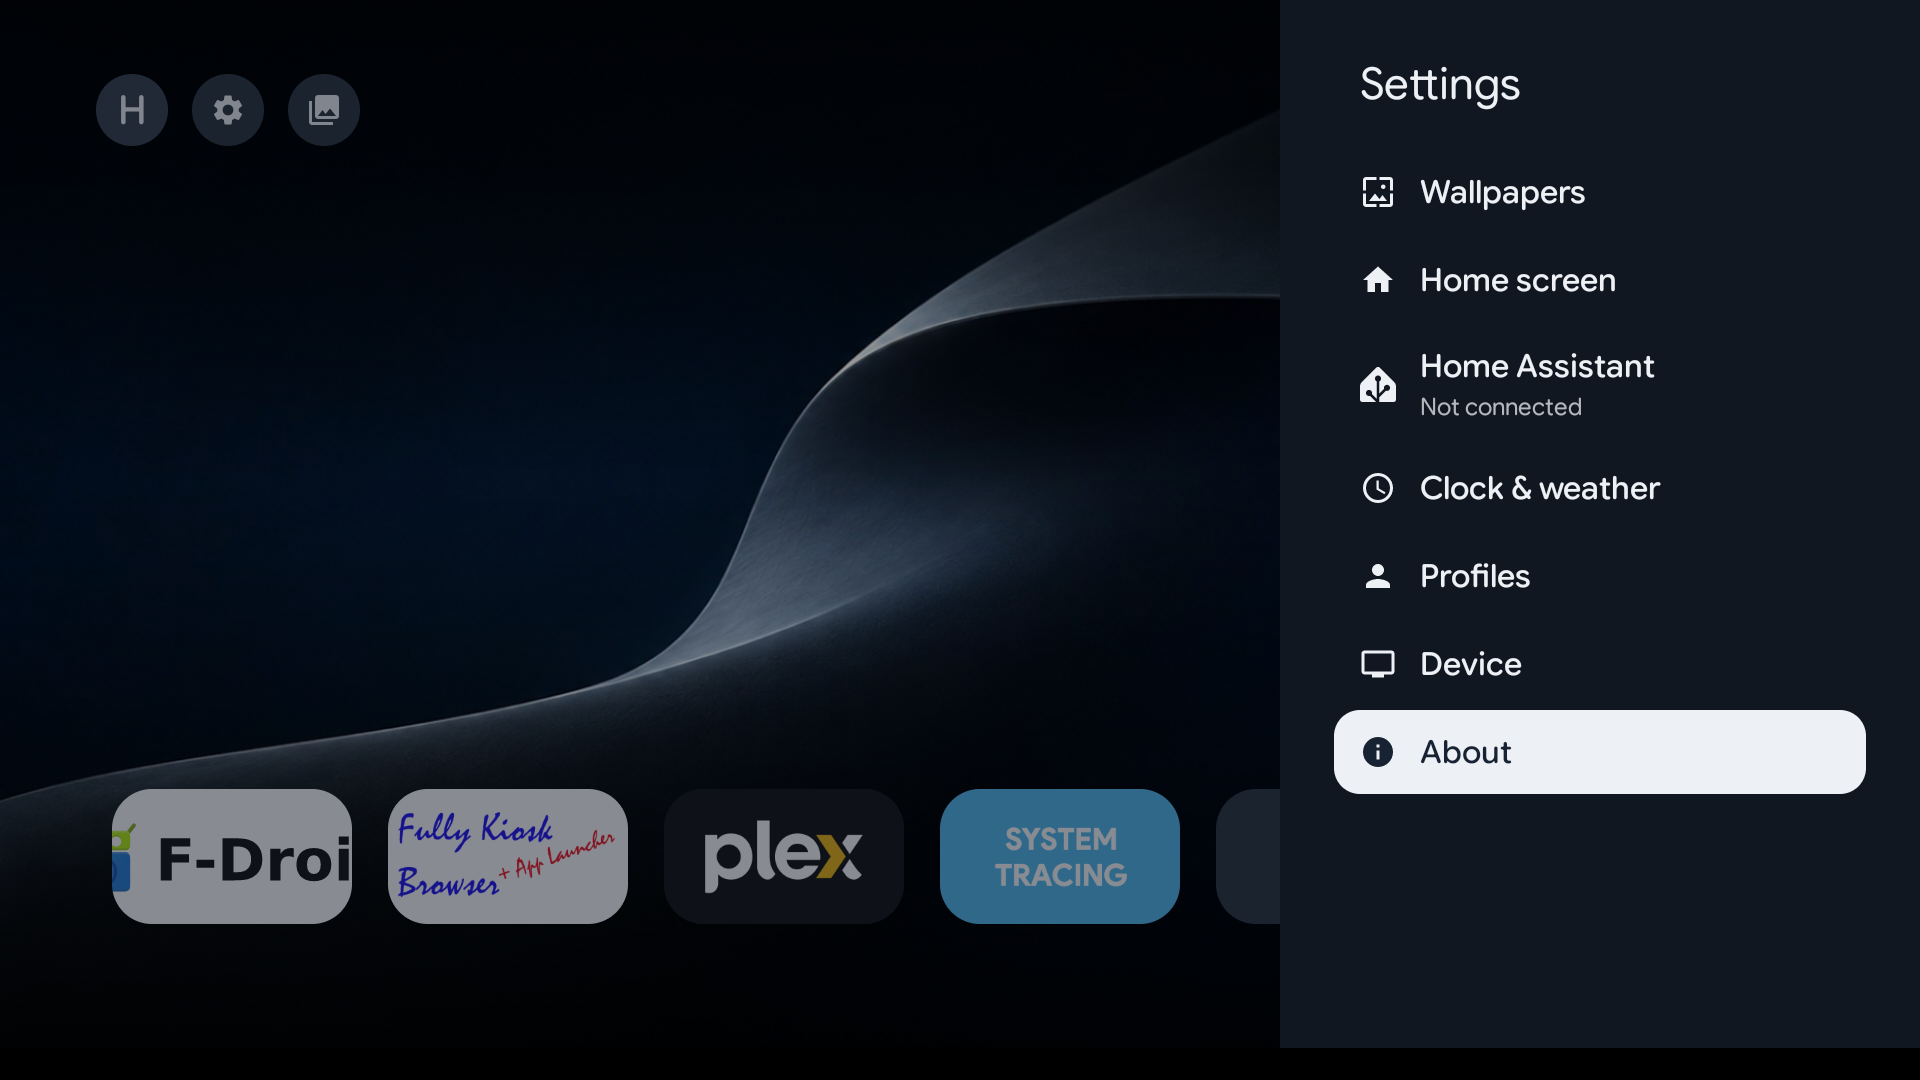 H
Settings
Wallpapers
Home screen
Home Assistant
Not connected
Clock & weather
Profiles
Device
About
F-Droi
Fully Kiosk
Browser + App Launcher
plex
SYSTEM
TRACING